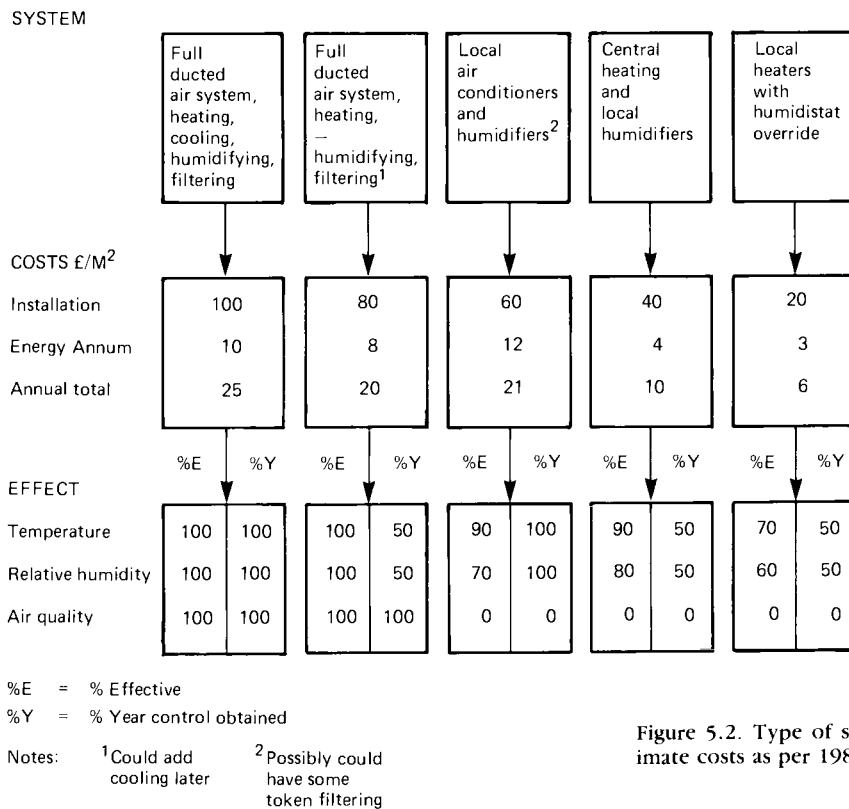 SYSTEM
Full
ducted
air system,
heating,
cooling,
humidifying,
filtering
Full
ducted
air system,
heating,
—
humidifying,
filtering¹
Local
air
conditioners
and
humidifiers²
Central
heating
and
local
humidifiers
Local
heaters
with
humidistat
override
COSTS £/M²
Installation 100 80 60 40 20
Energy Annum 10 8 12 4 3
Annual total 25 20 21 10 6
%E %Y %E %Y %E %Y %E %Y %E %Y
EFFECT
Temperature 100 100 100 50 90 100 90 50 70 50
Relative humidity 100 100 100 50 70 100 80 50 60 50
Air quality 100 100 100 100 0 0 0 0 0 0
%E = % Effective
%Y = % Year control obtained
Notes: ¹Could add
cooling later
²Possibly could
have some
token filtering
Figure 5.2. Type of s
imate costs as per 198